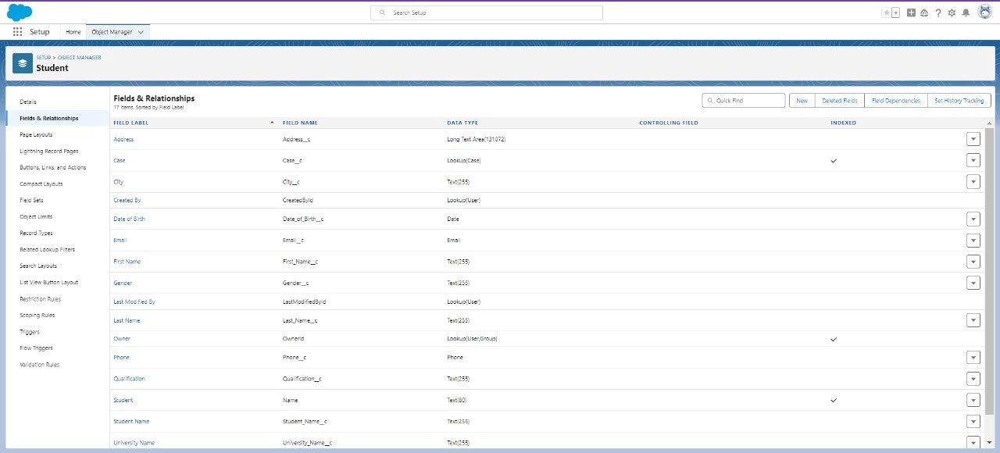 Search Setup
Setup
Home
Object Manager
SETUP > OBJECT MANAGER
Student
Details
Fields & Relationships
Page Layouts
Lightning Record Pages
Buttons, Links, and Actions
Compact Layouts
Field Sets
Object Limits
Record Types
Related Lookup Filters
Search Layouts
List View Button Layout
Restriction Rules
Scoping Rules
Triggers
Flow Triggers
Validation Rules
Fields & Relationships
17 Items, Sorted by Field Label
Quick Find
New
Deleted Fields
Field Dependencies
Set History Tracking
FIELD LABEL FIELD NAME DATA TYPE CONTROLLING FIELD INDEXED
Address Address__c Long Text Area(131072)
Case Case__c Lookup(Case)
City City__c Text(255)
Created By CreatedById Lookup(User)
Date of Birth Date_of_Birth__c Date
Email Email__c Email
First Name First_Name__c Text(255)
Gender Gender__c Text(255)
Last Modified By LastModifiedById Lookup(User)
Last Name Last_Name__c Text(255)
Owner OwnerId Lookup(User,Group)
Phone Phone__c Phone
Qualification Qualification__c Text(255)
Student Name Text(80)
Student Name Student_Name__c Text(255)
University Name University_Name__c Text(255)